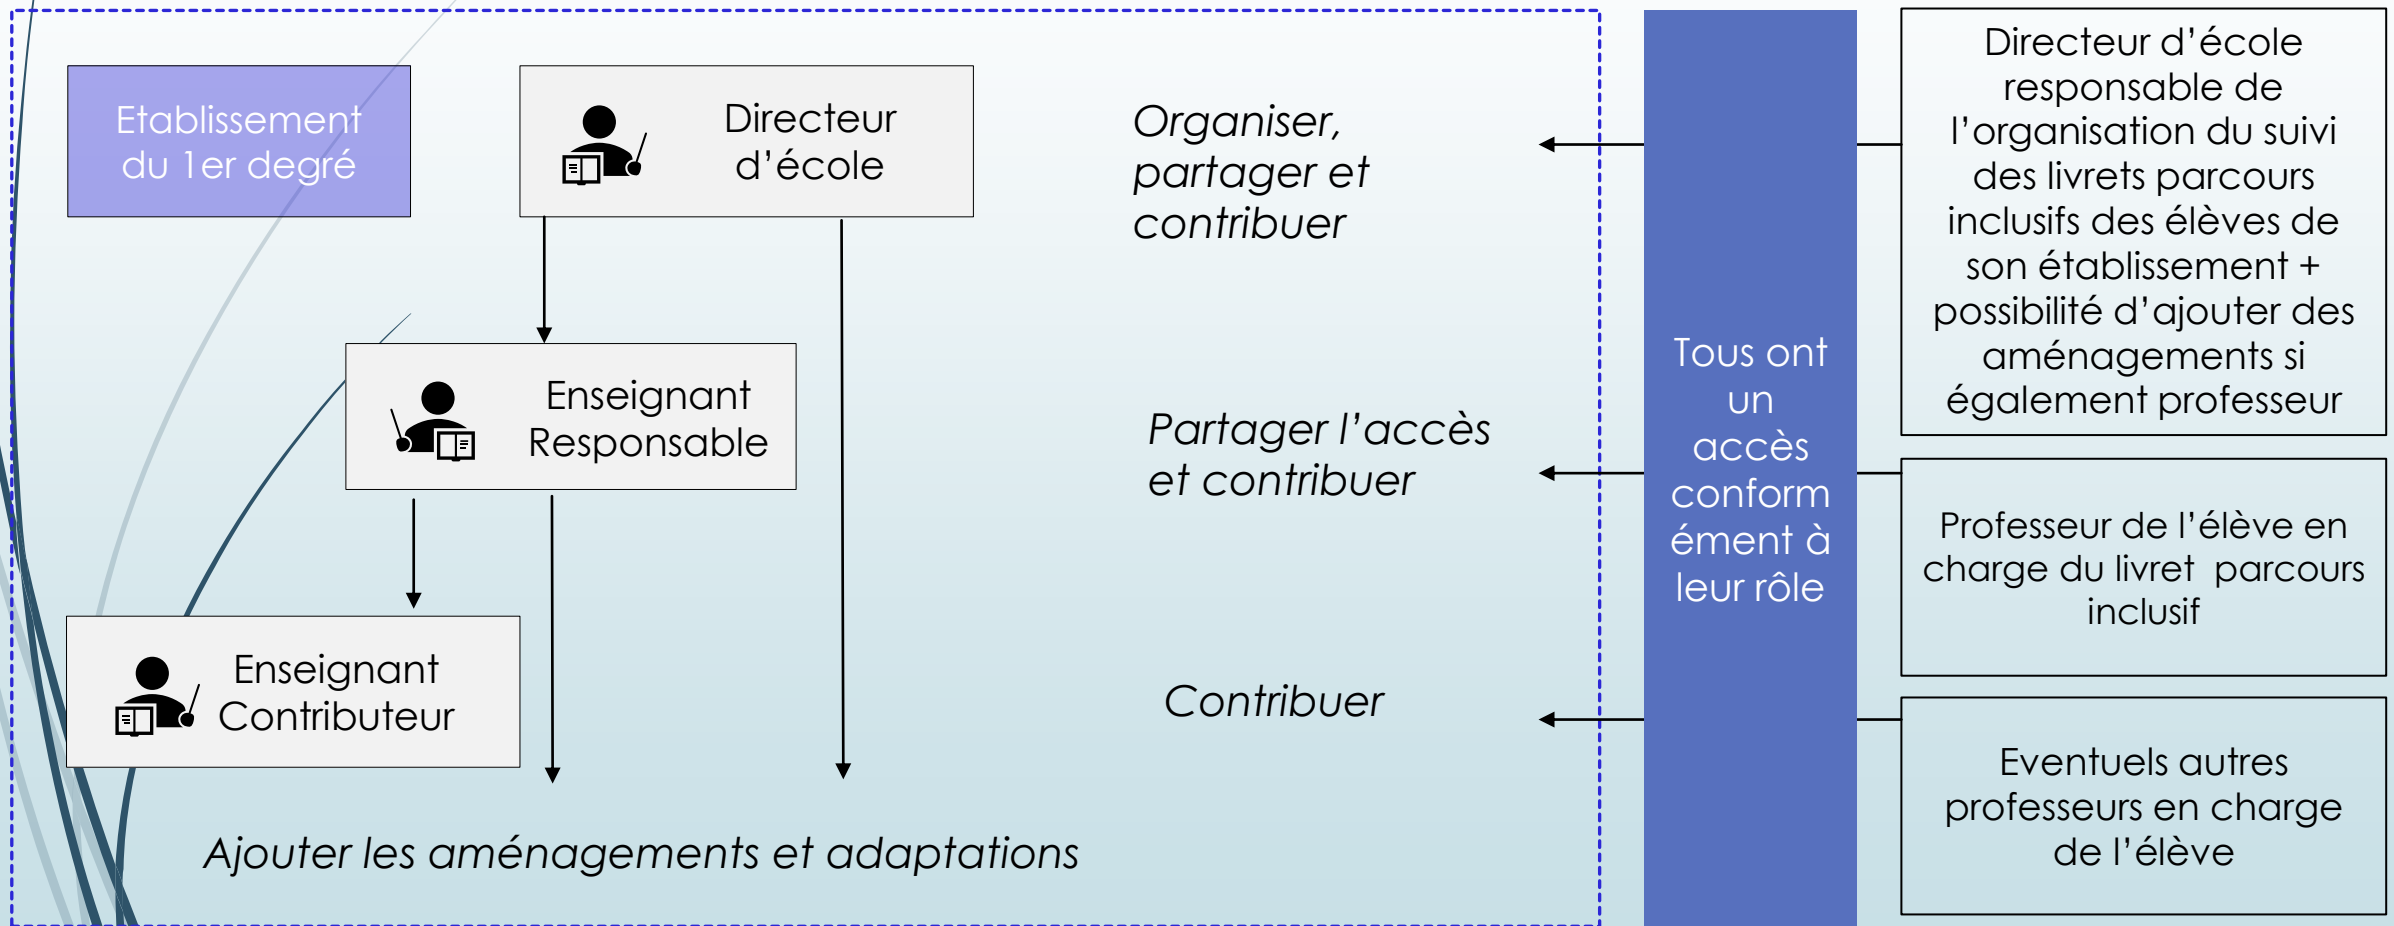 Etablissement
du 1er degré
Directeur
d’école
Organiser,
partager et
contribuer
Enseignant
Responsable
Partager l’accès
et contribuer
Enseignant
Contributeur
Contribuer
Ajouter les aménagements et adaptations
Tous ont
un
accès
conform
ément à
leur rôle
Directeur d’école
responsable de
l’organisation du suivi
des livrets parcours
inclusifs des élèves de
son établissement +
possibilité d’ajouter des
aménagements si
également professeur
Professeur de l’élève en
charge du livret  parcours
inclusif
Eventuels autres
professeurs en charge
de l’élève